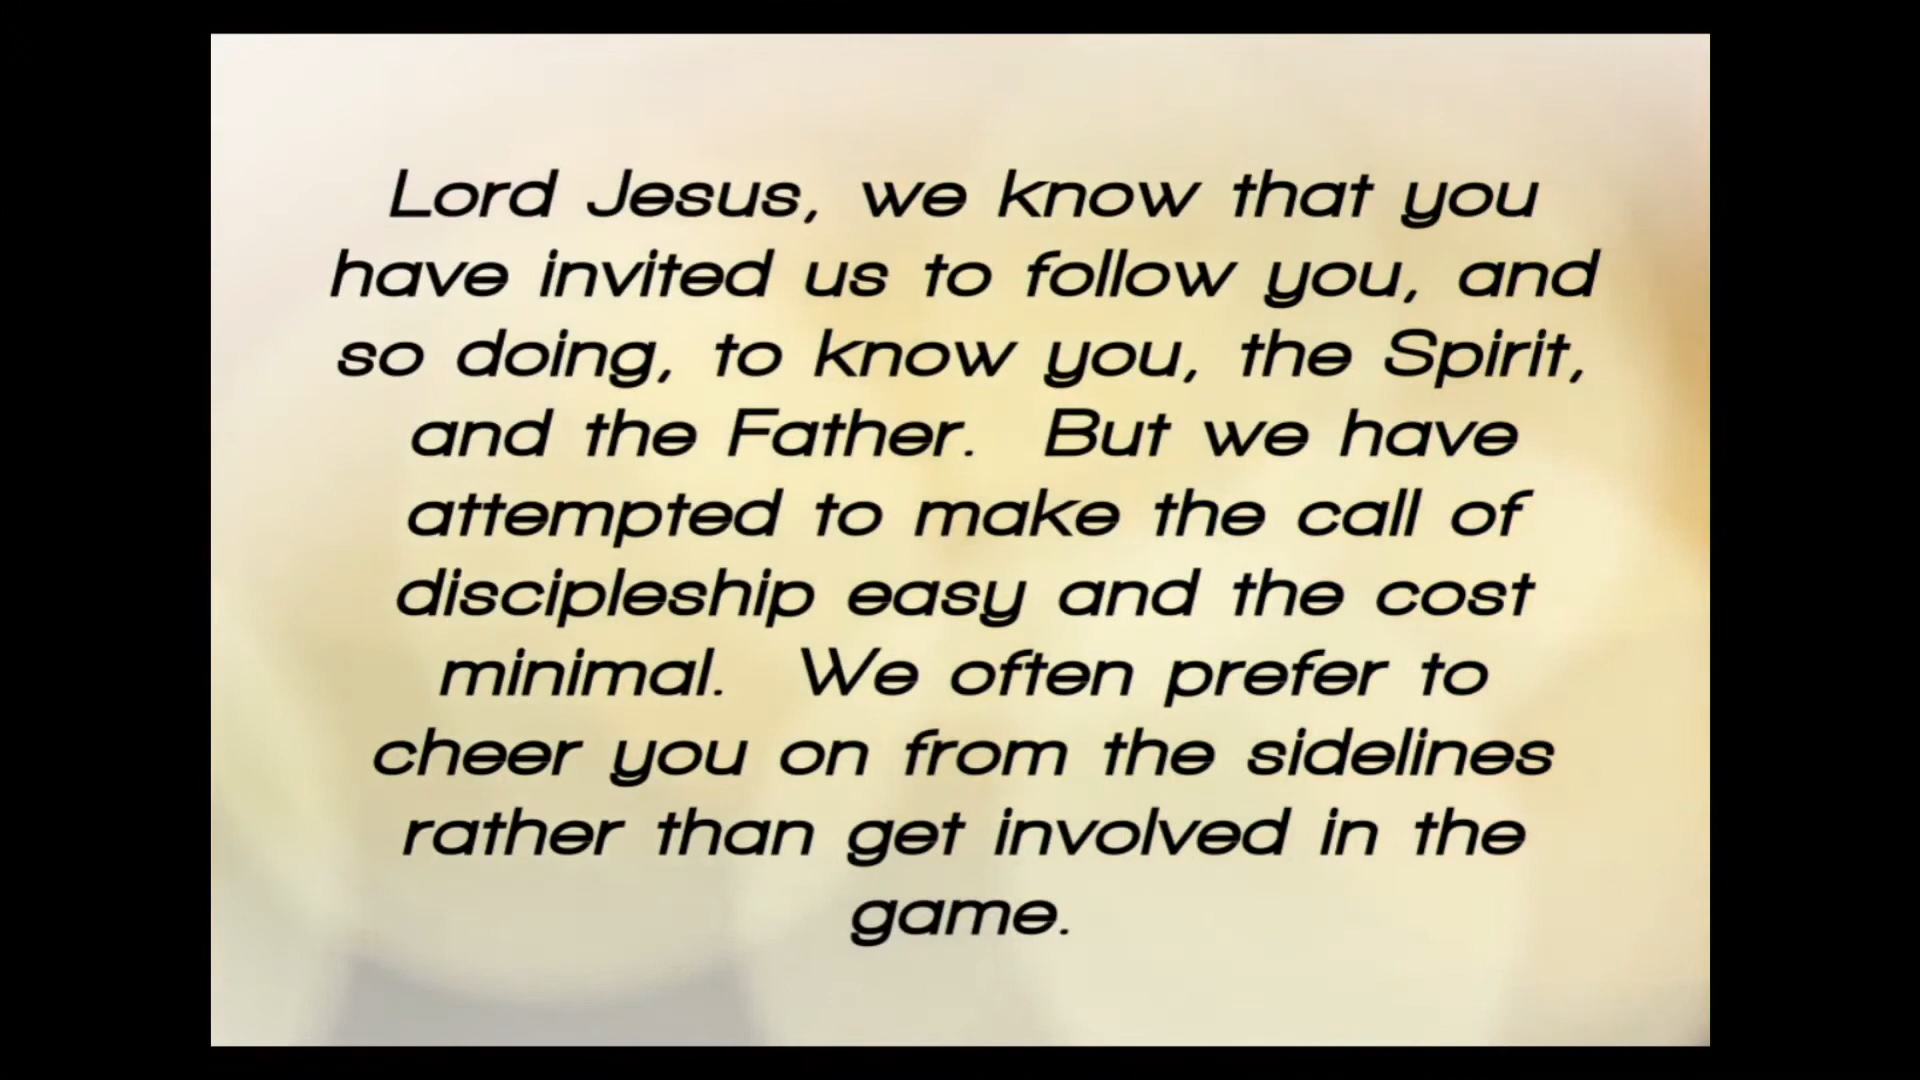 Lord Jesus, we know that you
have invited us to follow you, and
so doing, to know you, the Spirit,
and the Father.  But we have
attempted to make the call of
discipleship easy and the cost
minimal.  We often prefer to
cheer you on from the sidelines
rather than get involved in the
game.